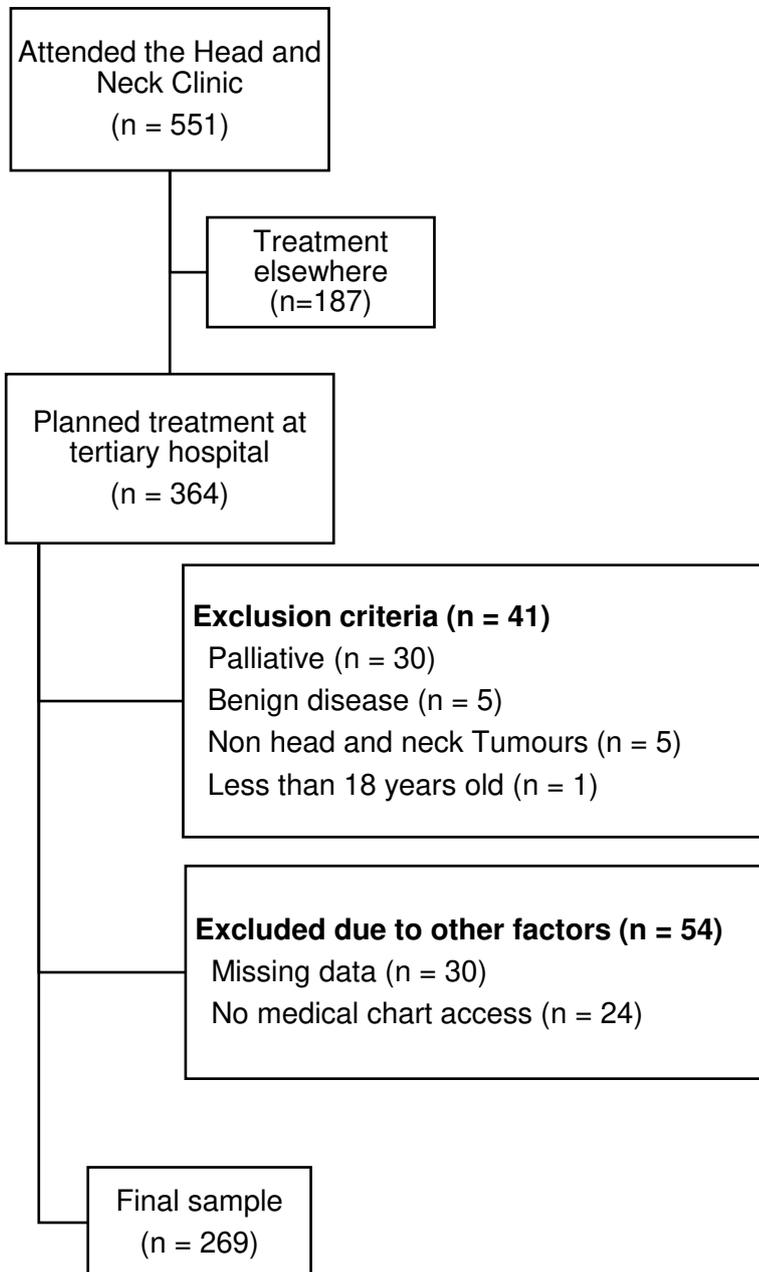 Attended the Head and
Neck Clinic
(n = 551)
Treatment
elsewhere
(n=187)
Planned treatment at
tertiary hospital
(n = 364)
Exclusion criteria (n = 41)
Palliative (n = 30)
Benign disease (n = 5)
Non head and neck Tumours (n = 5)
Less than 18 years old (n = 1)
Excluded due to other factors (n = 54)
Missing data (n = 30)
No medical chart access (n = 24)
Final sample
(n = 269)